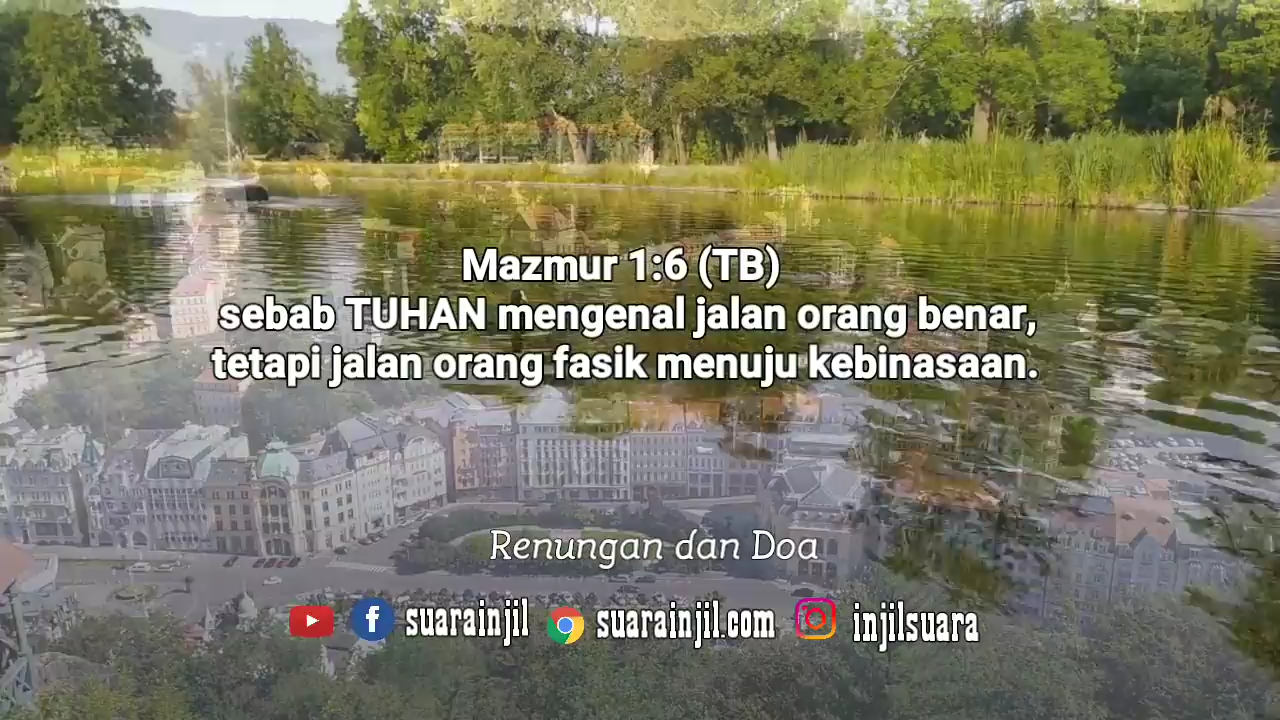 Mazmur 1:6 (TB)
sebab TUHAN mengenal jalan orang benar,
tetapi jalan orang fasik menuju kebinasaan.
Renungan dan Doa
suarainjil suarainjil.com injilsuara